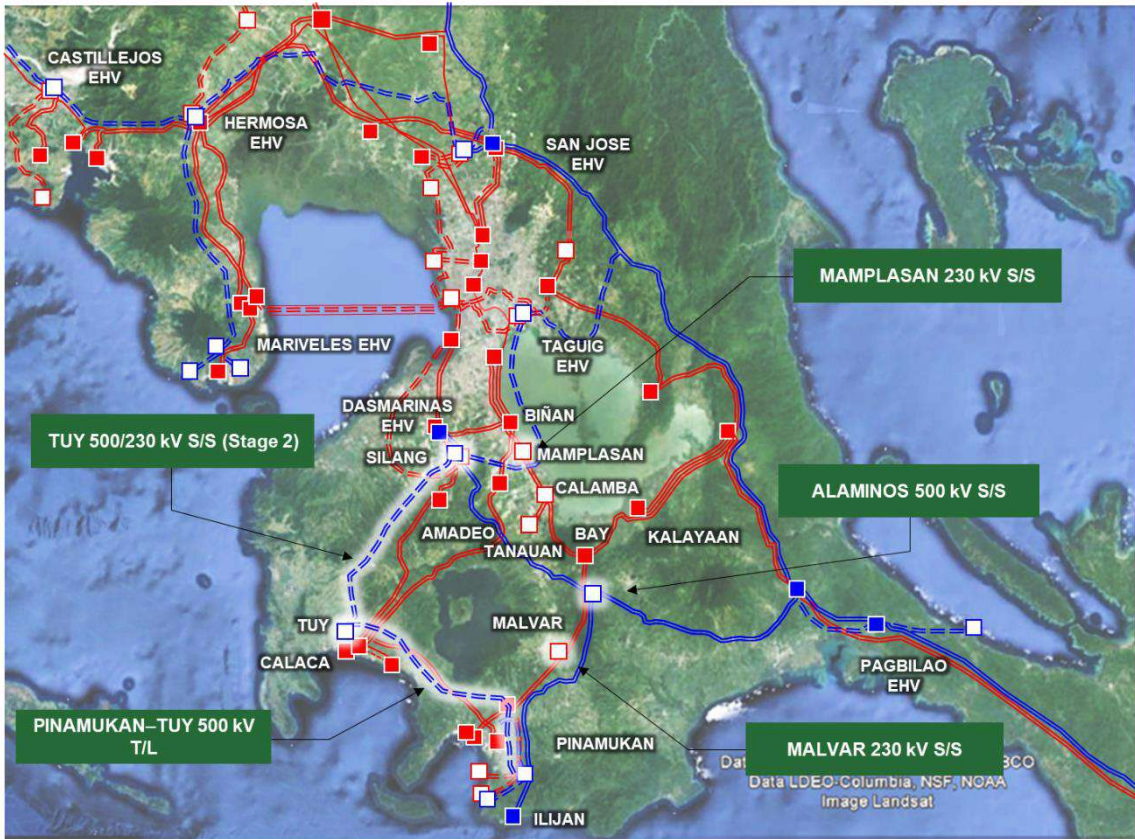 CASTILLEJOS
EHV
HERMOSA
EHV
SAN JOSE
EHV
MAMPLASAN 230 kV S/S
MARIVELES EHV
TAGUIG
EHV
DASMARINAS
EHV
BIÑAN
TUY 500/230 kV S/S (Stage 2)
SILANG
MAMPLASAN
CALAMBA
ALAMINOS 500 kV S/S
AMADEO
BAY
KALAYAAN
TANAUAN
TUY
MALVAR
CALACA
PAGBILAO
EHV
PINAMUKAN–TUY 500 kV
T/L
PINAMUKAN
MALVAR 230 kV S/S
Data LDEO-Columbia, NSF, NOAA
Image Landsat
ILIJAN